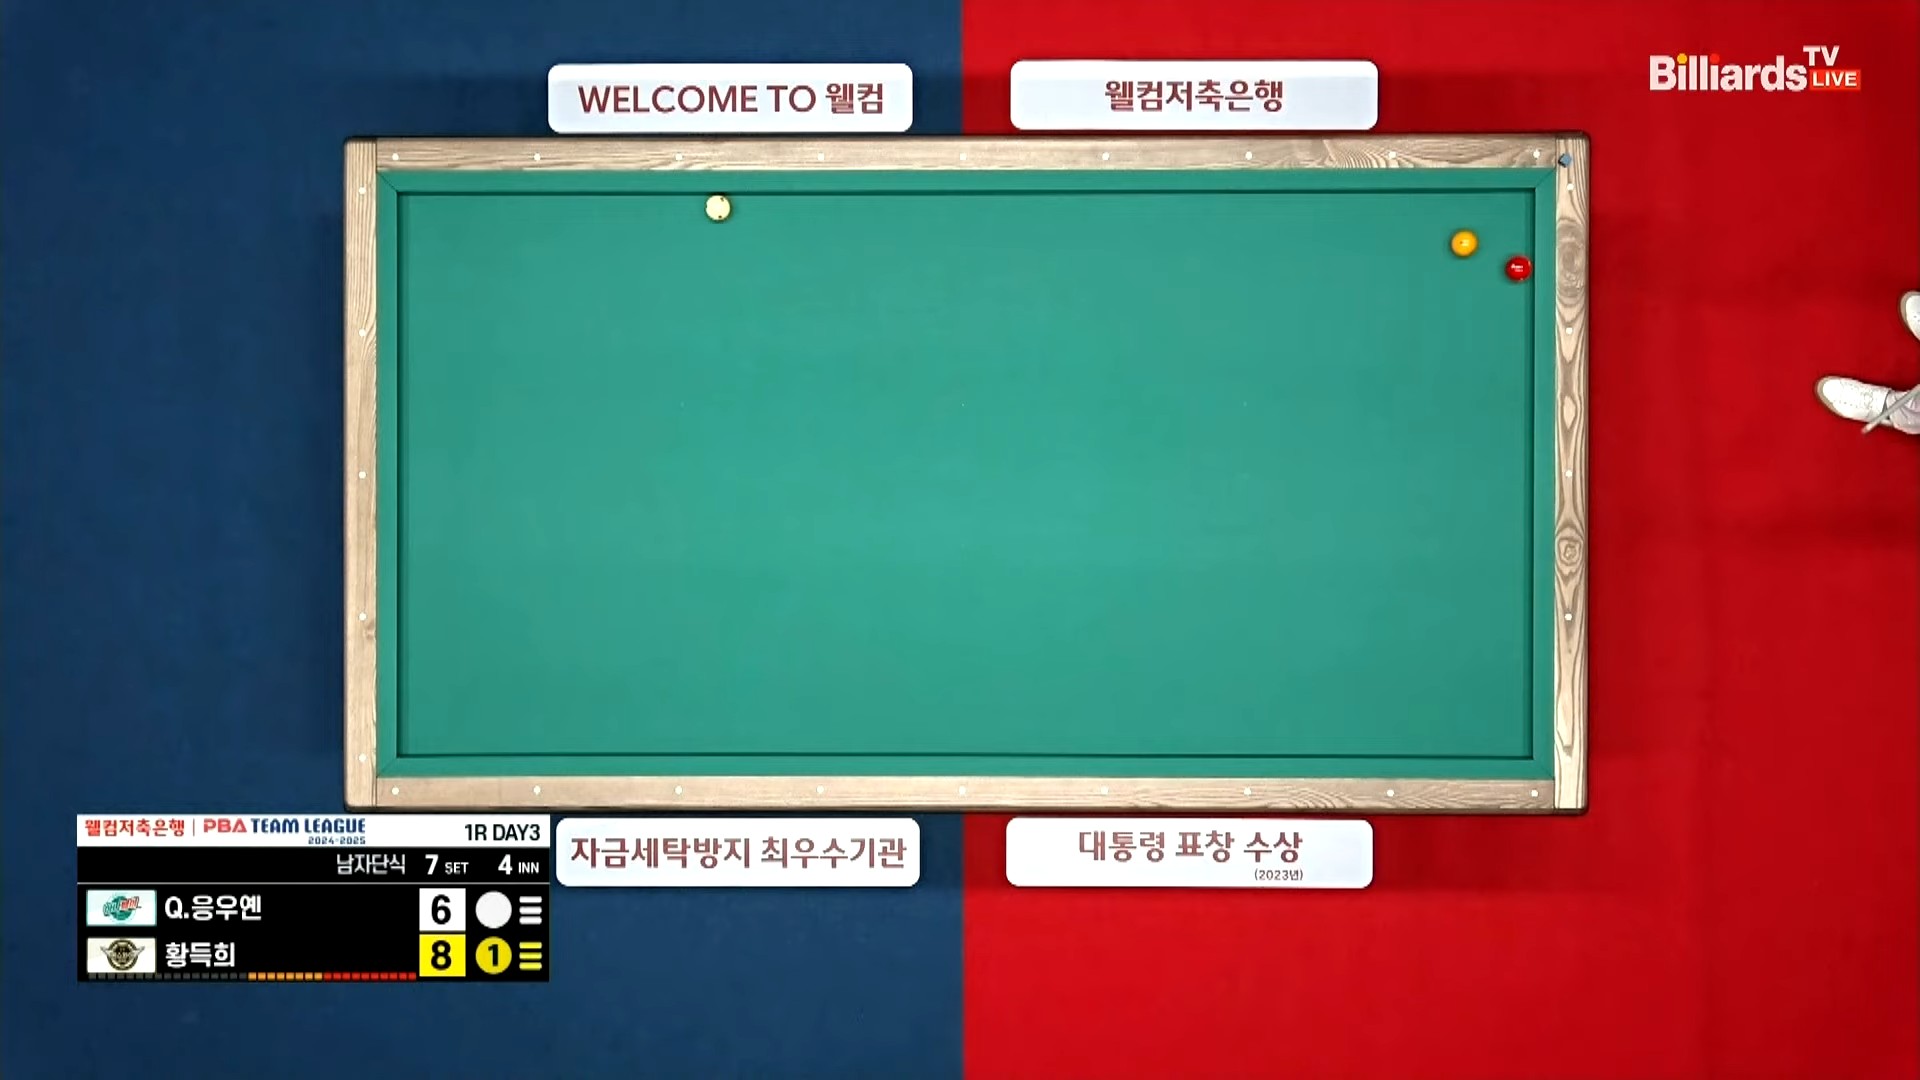 BilliardsTV
LIVE
WELCOME TO 웰컴
웰컴저축은행
자금세탁방지 최우수기관
대통령 표창 수상
(2023년)
웰컴저축은행 | PBA TEAM LEAGUE
2024-2025
1R DAY3
남자단식 7 SET 4 INN
Q.응우옌 6
황득희 8 1